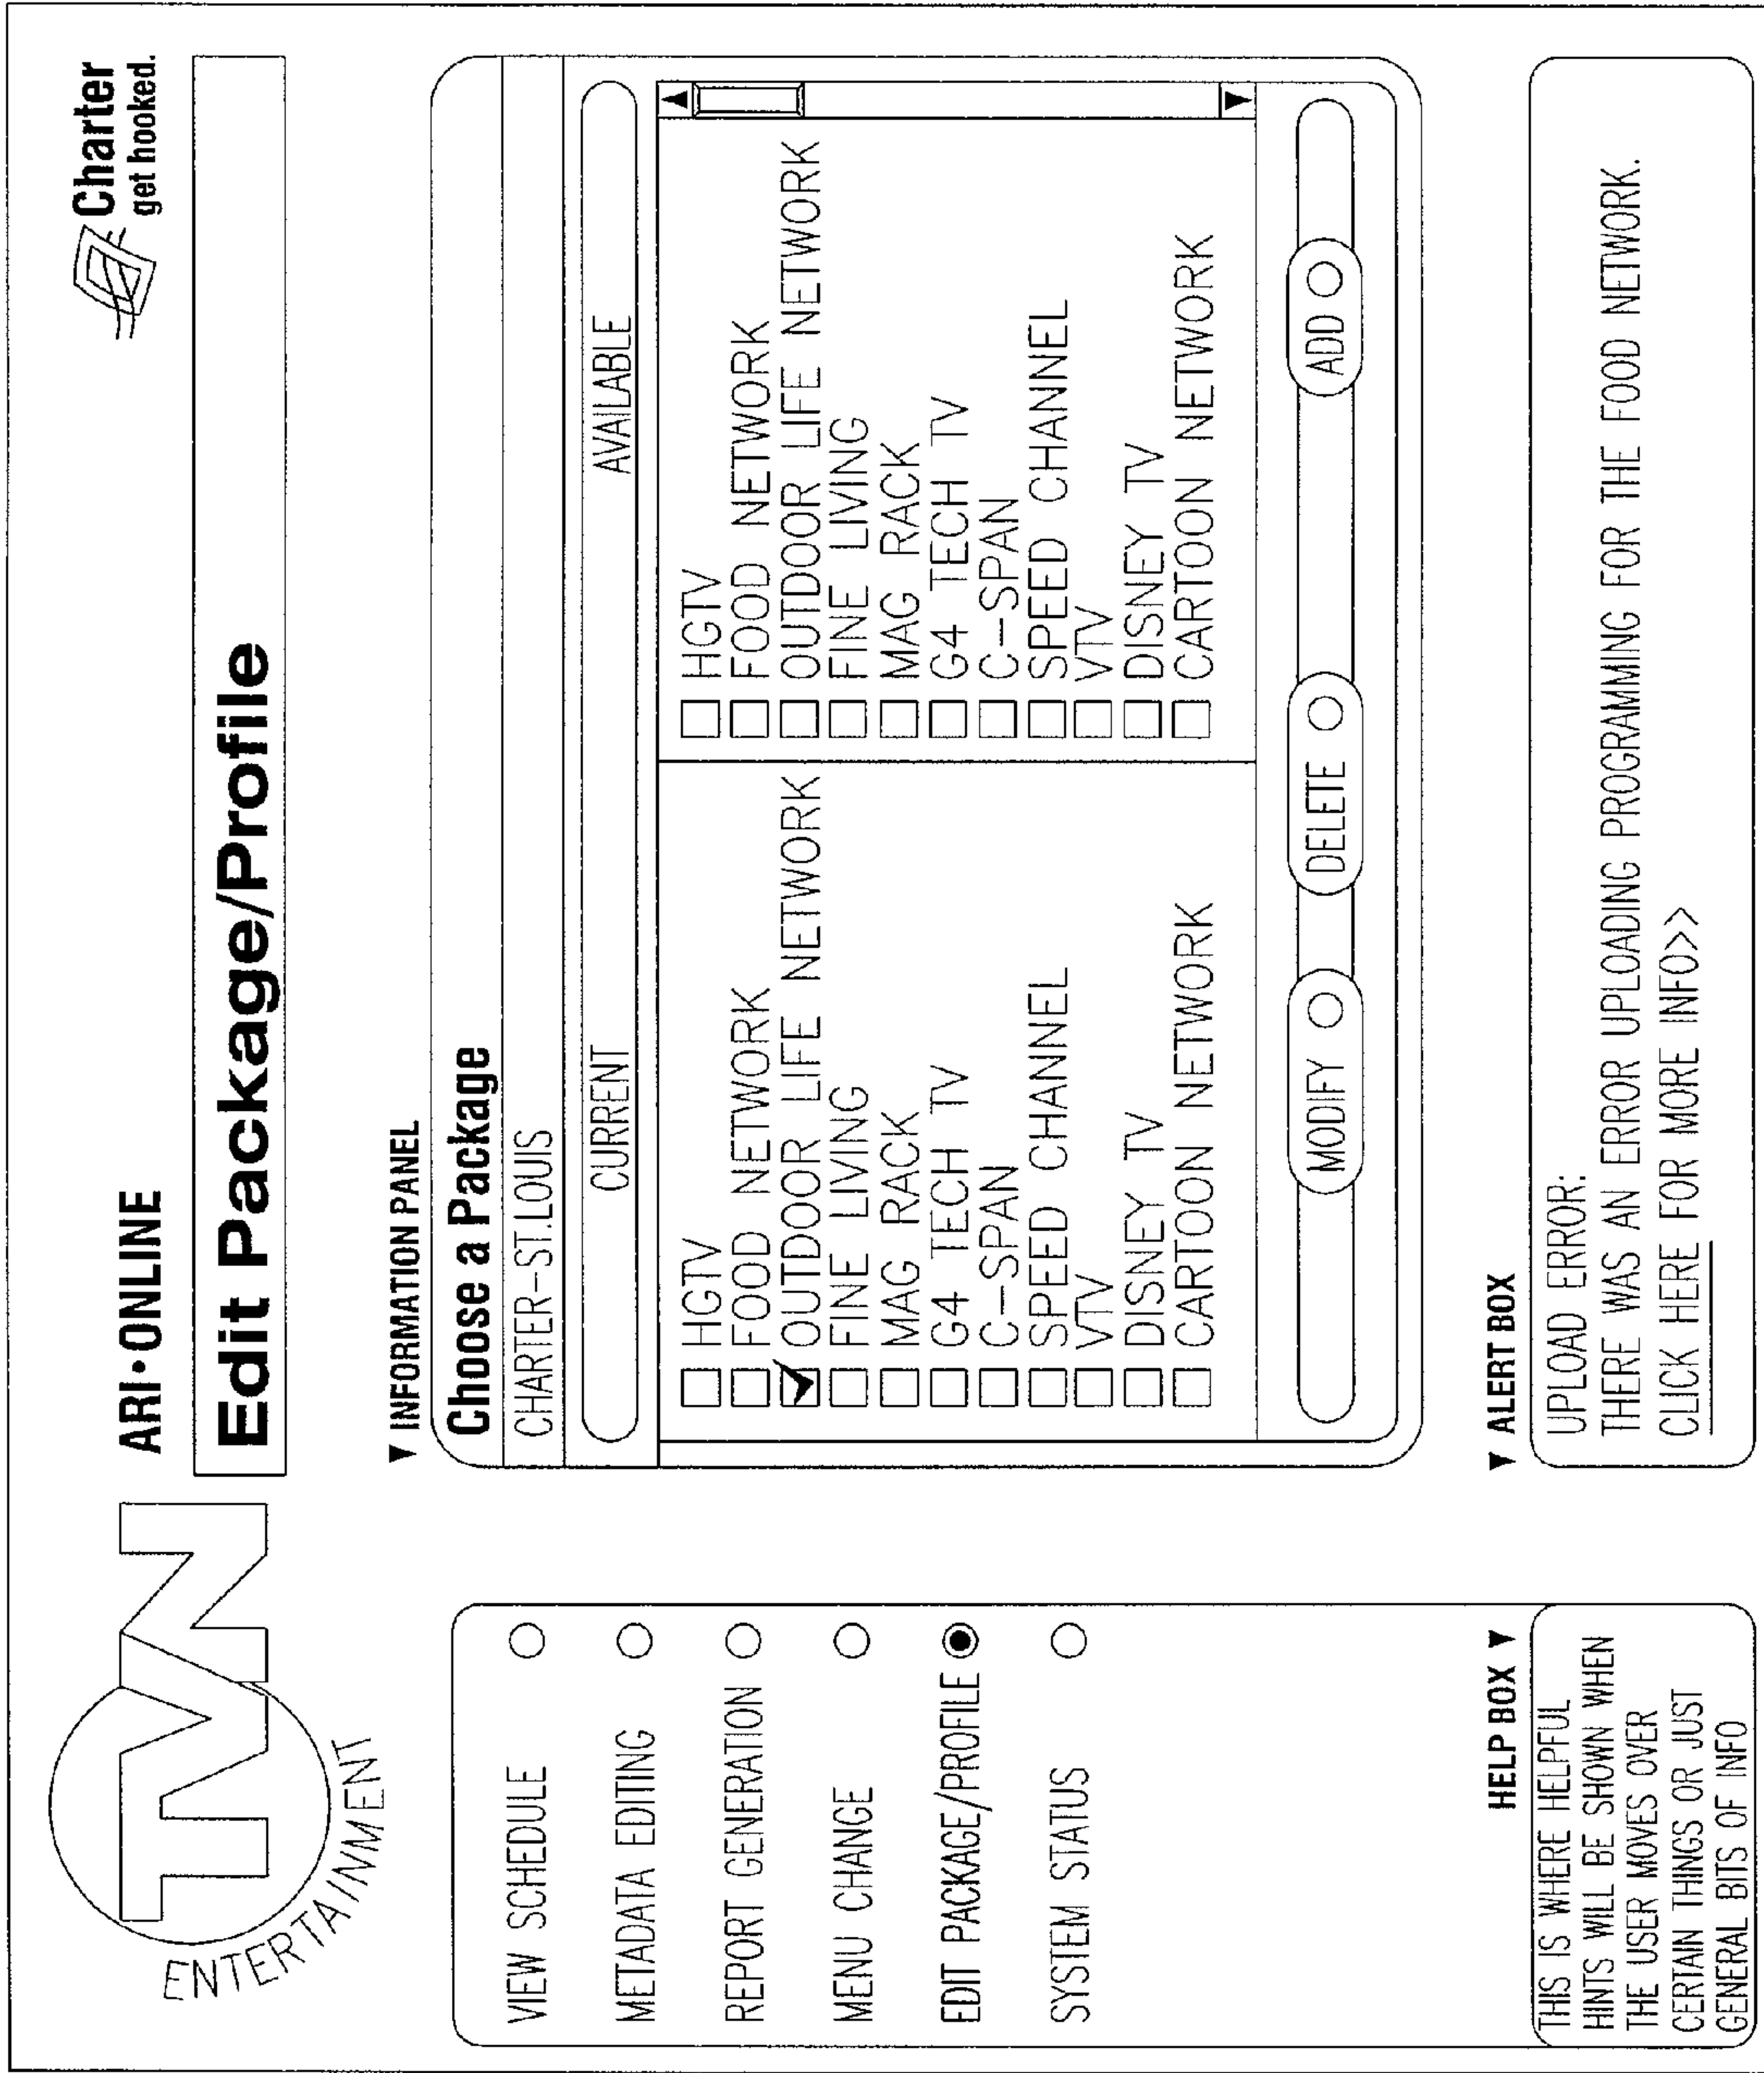 TVN
ENTERTAINMENT
ARI•ONLINE
Charter
get hooked.
Edit Package/Profile
VIEW SCHEDULE
METADATA EDITING
REPORT GENERATION
MENU CHANGE
EDIT PACKAGE/PROFILE
SYSTEM STATUS
▼ INFORMATION PANEL
Choose a Package
CHARTER-ST.LOUIS
CURRENT
HGTV
FOOD NETWORK
OUTDOOR LIFE NETWORK
FINE LIVING
MAG RACK
G4 TECH TV
C-SPAN
SPEED CHANNEL
VTV
DISNEY TV
CARTOON NETWORK
AVAILABLE
HGTV
FOOD NETWORK
OUTDOOR LIFE NETWORK
FINE LIVING
MAG RACK
G4 TECH TV
C-SPAN
SPEED CHANNEL
VTV
DISNEY TV
CARTOON NETWORK
MODIFY
DELETE
ADD
HELP BOX ▼
THIS IS WHERE HELPFUL
HINTS WILL BE SHOWN WHEN
THE USER MOVES OVER
CERTAIN THINGS OR JUST
GENERAL BITS OF INFO
▼ ALERT BOX
UPLOAD ERROR:
THERE WAS AN ERROR UPLOADING PROGRAMMING FOR THE FOOD NETWORK.
CLICK HERE FOR MORE INFO>>